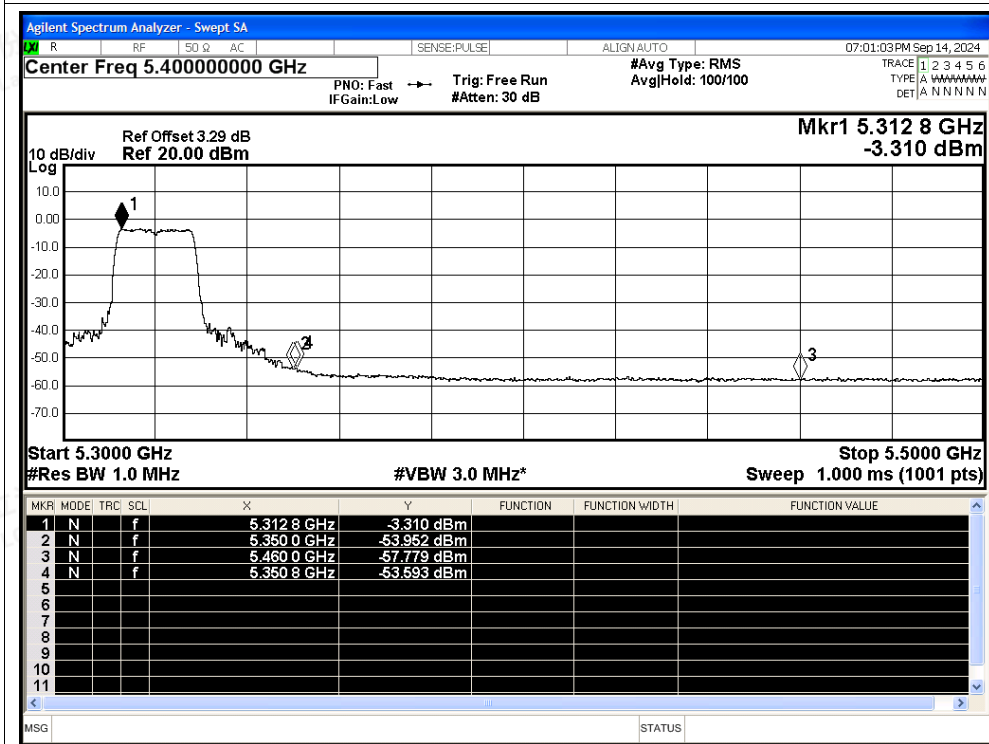 Agilent Spectrum Analyzer - Swept SA
LXI R RF 50 Ω AC SENSE:PULSE ALIGN AUTO 07:01:03 PM Sep 14, 2024
Center Freq 5.400000000 GHz #Avg Type: RMS TRACE 1 2 3 4 5 6
PNO: Fast Trig: Free Run Avg|Hold: 100/100 TYPE A WWWWW
IFGain:Low #Atten: 30 dB DET A N N N N N
Mkr1 5.312 8 GHz
Ref Offset 3.29 dB
10 dB/div Ref 20.00 dBm -3.310 dBm
Log
10.0
1
0.00
-10.0
-20.0
-30.0
-40.0
2 4
-50.0
3
-60.0
-70.0
Start 5.3000 GHz Stop 5.5000 GHz
#Res BW 1.0 MHz #VBW 3.0 MHz* Sweep 1.000 ms (1001 pts)
MKR MODE TRC SCL X Y FUNCTION FUNCTION WIDTH FUNCTION VALUE
1 N f 5.312 8 GHz -3.310 dBm
2 N f 5.350 0 GHz -53.952 dBm
3 N f 5.460 0 GHz -57.779 dBm
4 N f 5.350 8 GHz -53.593 dBm
5
6
7
8
9
10
11
MSG STATUS